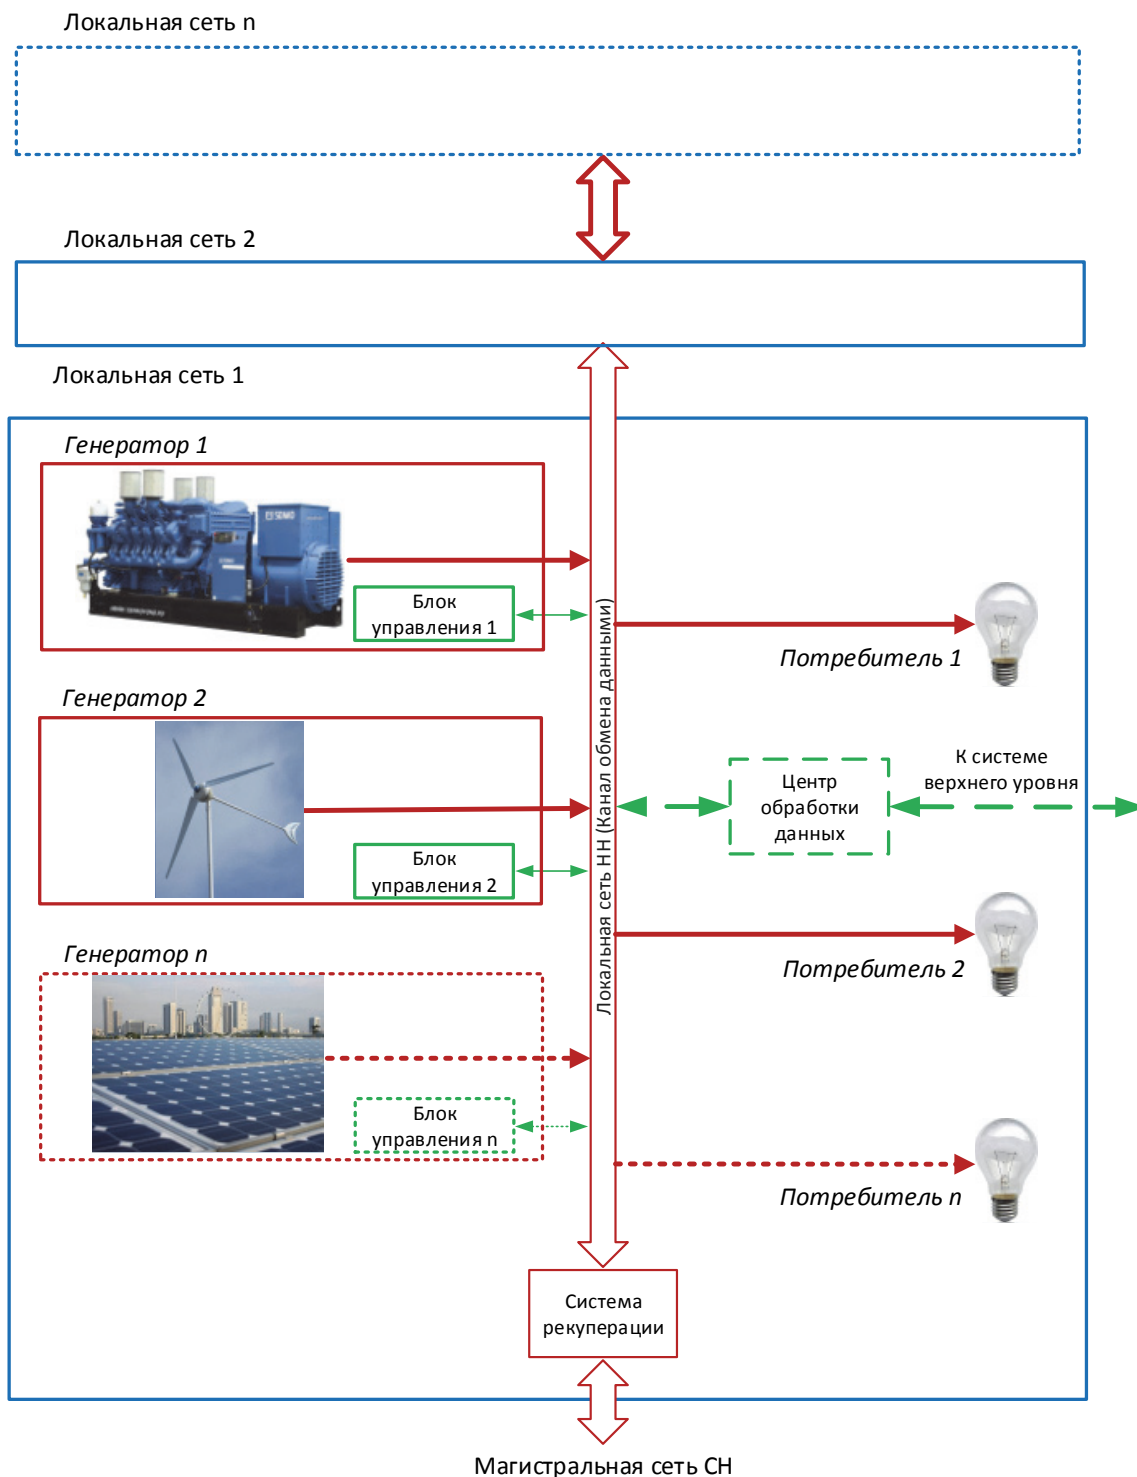 Локальная сеть n
Локальная сеть 2
Локальная сеть 1
Генератор 1
SDMO
Блок
управления 1
Потребитель 1
Генератор 2
Блок
управления 2
Локальная сеть НН (Канал обмена данными)
Центр
обработки
данных
К системе
верхнего уровня
Потребитель 2
Генератор n
Блок
управления n
Потребитель n
Система
рекуперации
Магистральная сеть СН